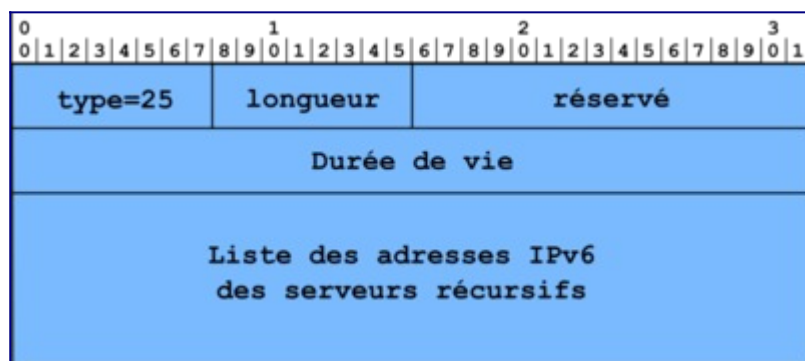 0 1 2 3
0|1|2|3|4|5|6|7|8|9|0|1|2|3|4|5|6|7|8|9|0|1|2|3|4|5|6|7|8|9|0|1
type=25 longueur réservé
Durée de vie
Liste des adresses IPv6
des serveurs récursifs